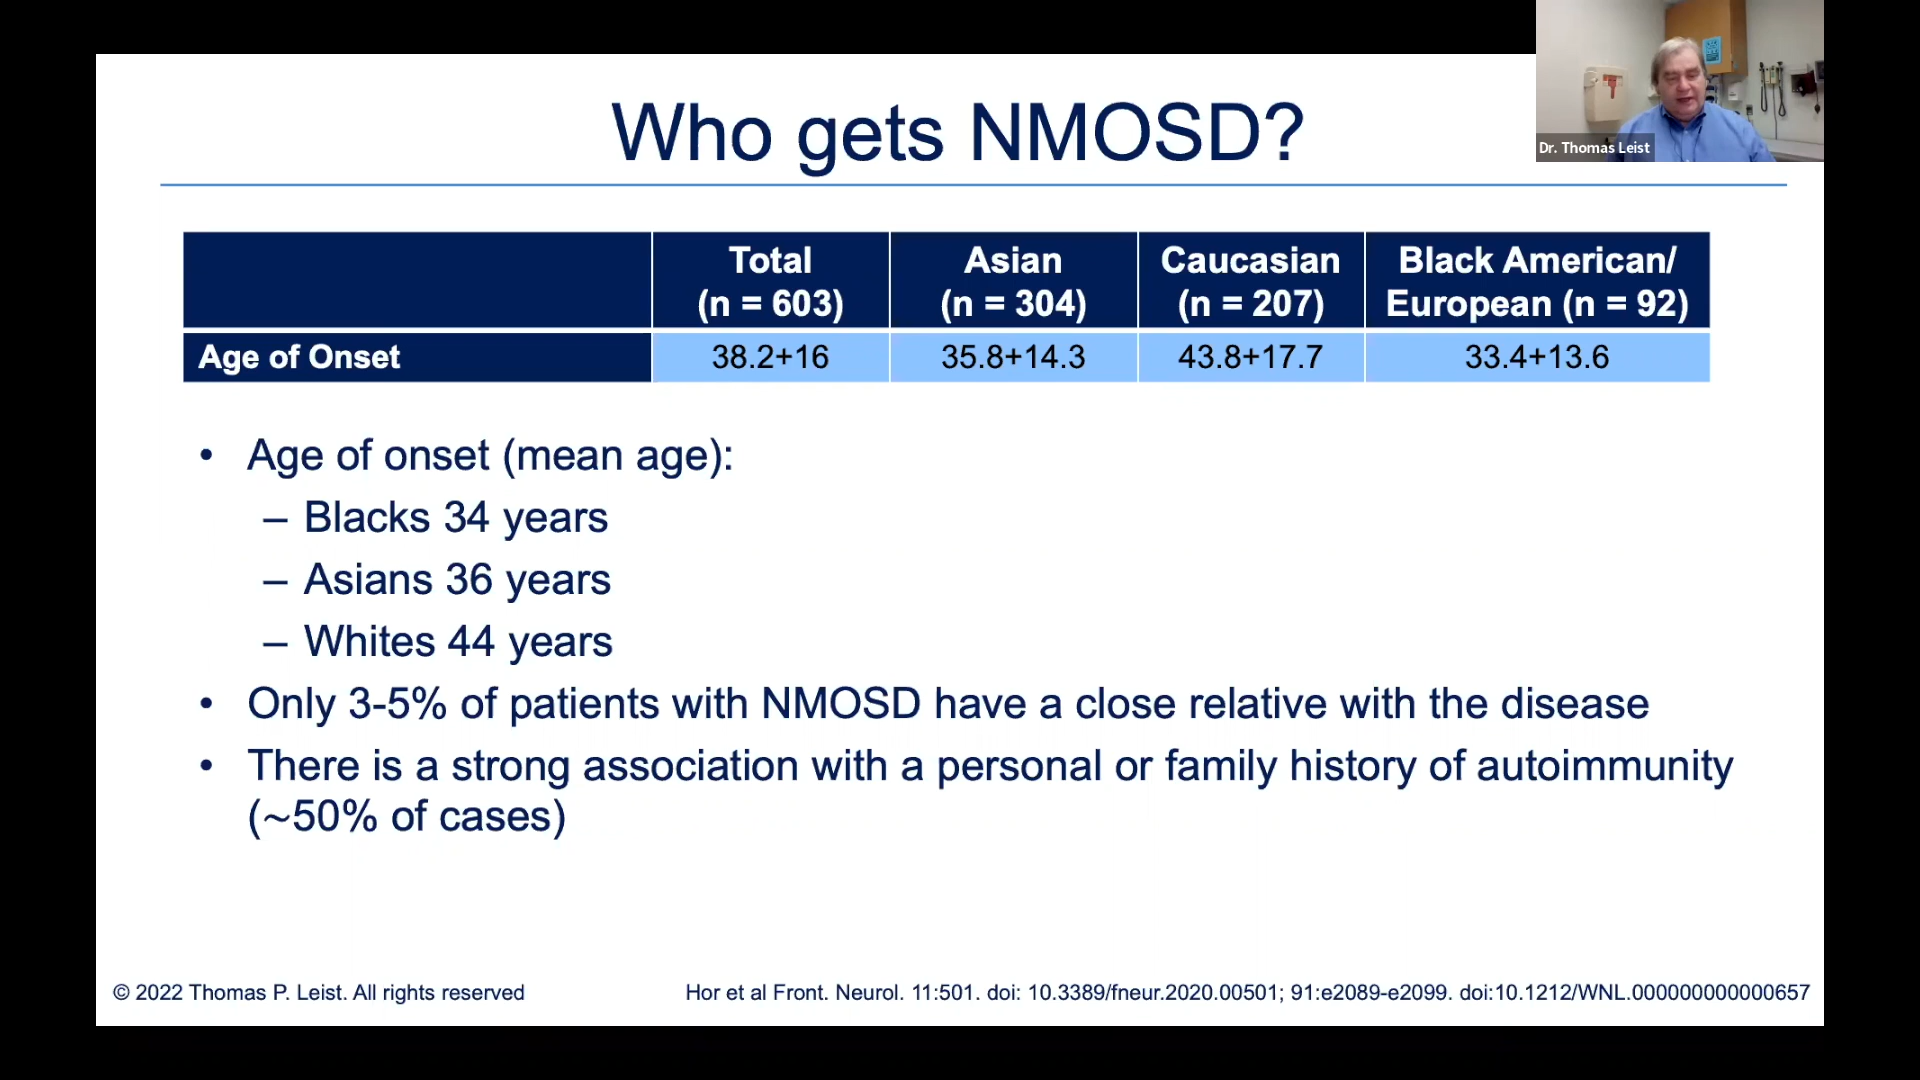 Who gets NMOSD?
Dr. Thomas Leist
Total Asian Caucasian Black American/
(n = 603) (n = 304) (n = 207) European (n = 92)
Age of Onset 38.2+16 35.8+14.3 43.8+17.7 33.4+13.6
• Age of onset (mean age):
– Blacks 34 years
– Asians 36 years
– Whites 44 years
• Only 3-5% of patients with NMOSD have a close relative with the disease
• There is a strong association with a personal or family history of autoimmunity
(~50% of cases)
© 2022 Thomas P. Leist. All rights reserved Hor et al Front. Neurol. 11:501. doi: 10.3389/fneur.2020.00501; 91:e2089-e2099. doi:10.1212/WNL.000000000000657